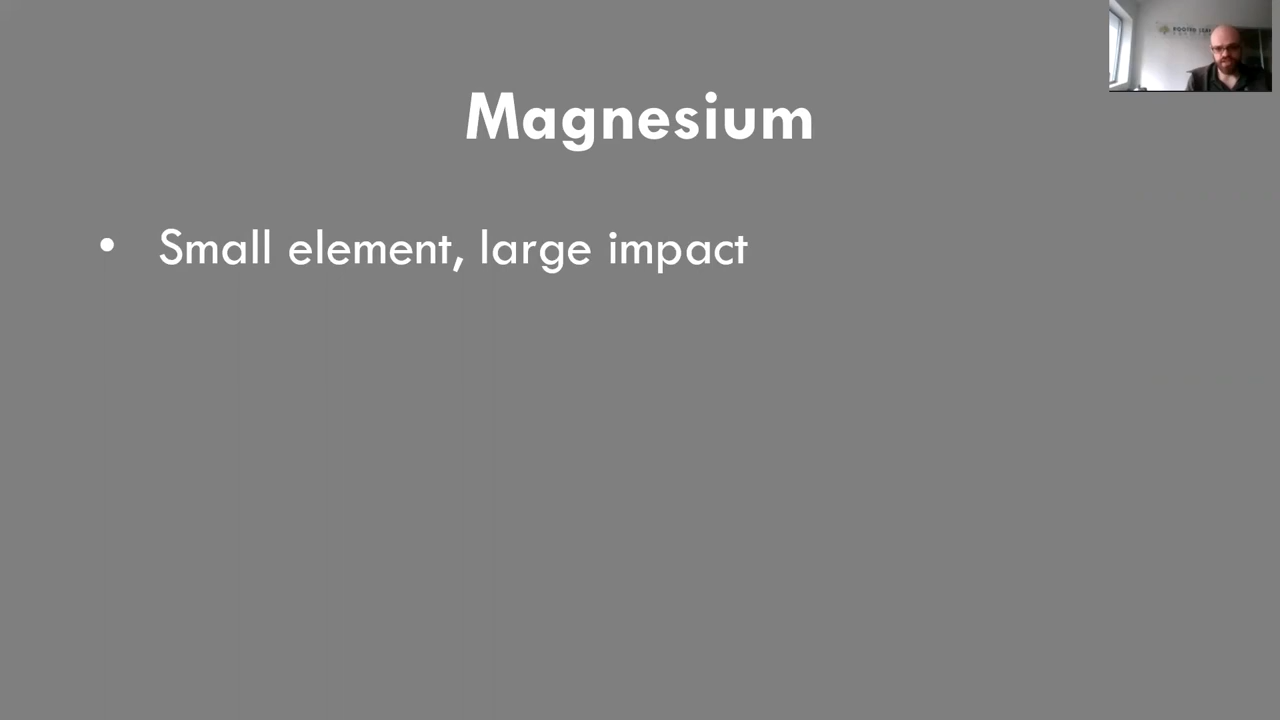 Magnesium
• Small element, large impact